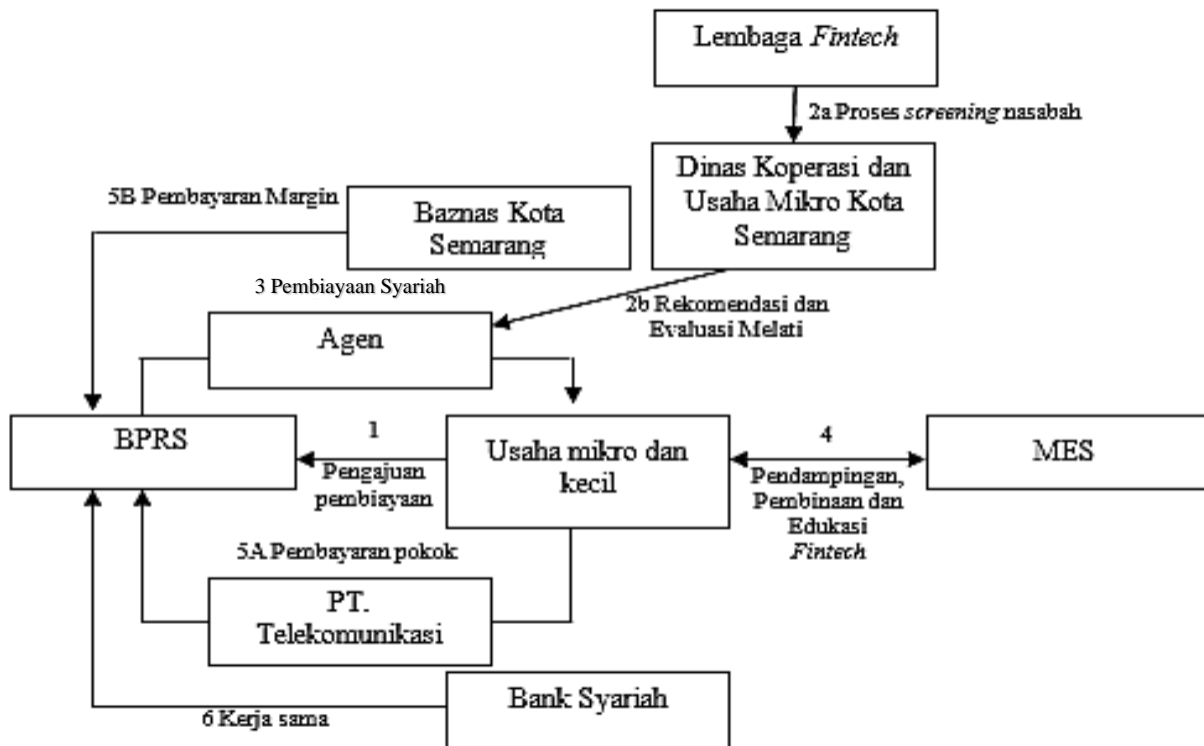 Lembaga Fintech
2a Proses screening nasabah
Dinas Koperasi dan
Usaha Mikro Kota
Semarang
5B Pembayaran Margin
Baznas Kota
Semarang
3 Pembiayaan Syariah
2b Rekomendasi dan
Evaluasi Melati
Agen
BPRS
1
Pengajuan
pembiayaan
Usaha mikro dan
kecil
4
Pendampingan,
Pembinaan dan
Edukasi
Fintech
MES
5A Pembayaran pokok
PT.
Telekomunikasi
Bank Syariah
6 Kerja sama